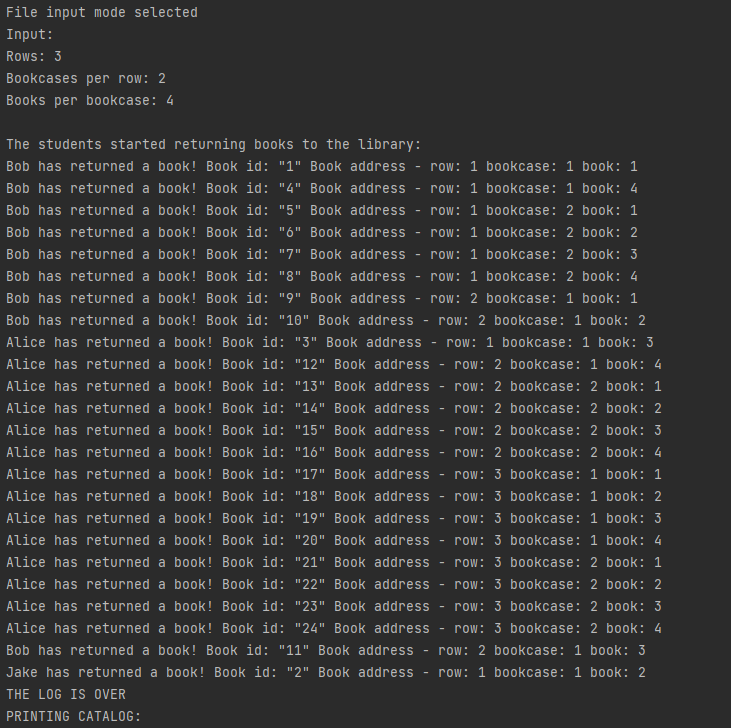 File input mode selected
Input:
Rows: 3
Bookcases per row: 2
Books per bookcase: 4
The students started returning books to the library:
Bob has returned a book! Book id: "1" Book address - row: 1 bookcase: 1 book: 1
Bob has returned a book! Book id: "4" Book address - row: 1 bookcase: 1 book: 4
Bob has returned a book! Book id: "5" Book address - row: 1 bookcase: 2 book: 1
Bob has returned a book! Book id: "6" Book address - row: 1 bookcase: 2 book: 2
Bob has returned a book! Book id: "7" Book address - row: 1 bookcase: 2 book: 3
Bob has returned a book! Book id: "8" Book address - row: 1 bookcase: 2 book: 4
Bob has returned a book! Book id: "9" Book address - row: 2 bookcase: 1 book: 1
Bob has returned a book! Book id: "10" Book address - row: 2 bookcase: 1 book: 2
Alice has returned a book! Book id: "3" Book address - row: 1 bookcase: 1 book: 3
Alice has returned a book! Book id: "12" Book address - row: 2 bookcase: 1 book: 4
Alice has returned a book! Book id: "13" Book address - row: 2 bookcase: 2 book: 1
Alice has returned a book! Book id: "14" Book address - row: 2 bookcase: 2 book: 2
Alice has returned a book! Book id: "15" Book address - row: 2 bookcase: 2 book: 3
Alice has returned a book! Book id: "16" Book address - row: 2 bookcase: 2 book: 4
Alice has returned a book! Book id: "17" Book address - row: 3 bookcase: 1 book: 1
Alice has returned a book! Book id: "18" Book address - row: 3 bookcase: 1 book: 2
Alice has returned a book! Book id: "19" Book address - row: 3 bookcase: 1 book: 3
Alice has returned a book! Book id: "20" Book address - row: 3 bookcase: 1 book: 4
Alice has returned a book! Book id: "21" Book address - row: 3 bookcase: 2 book: 1
Alice has returned a book! Book id: "22" Book address - row: 3 bookcase: 2 book: 2
Alice has returned a book! Book id: "23" Book address - row: 3 bookcase: 2 book: 3
Alice has returned a book! Book id: "24" Book address - row: 3 bookcase: 2 book: 4
Bob has returned a book! Book id: "11" Book address - row: 2 bookcase: 1 book: 3
Jake has returned a book! Book id: "2" Book address - row: 1 bookcase: 1 book: 2
THE LOG IS OVER
PRINTING CATALOG: